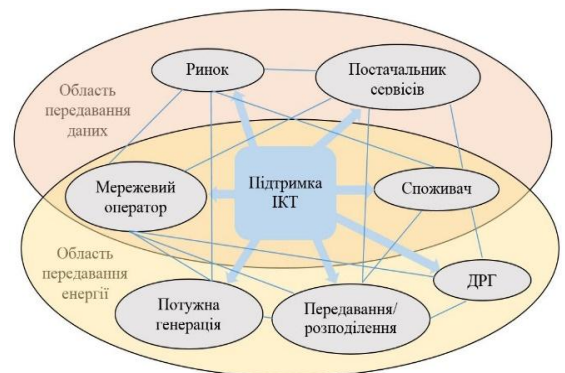 Ринок
Постачальник
сервісів
Область
передавання
даних
Підтримка
ІКТ
Мережевий
оператор
Споживач
Область
передавання
енергії
ДРГ
Потужна
генерація
Передавання/
розподілення